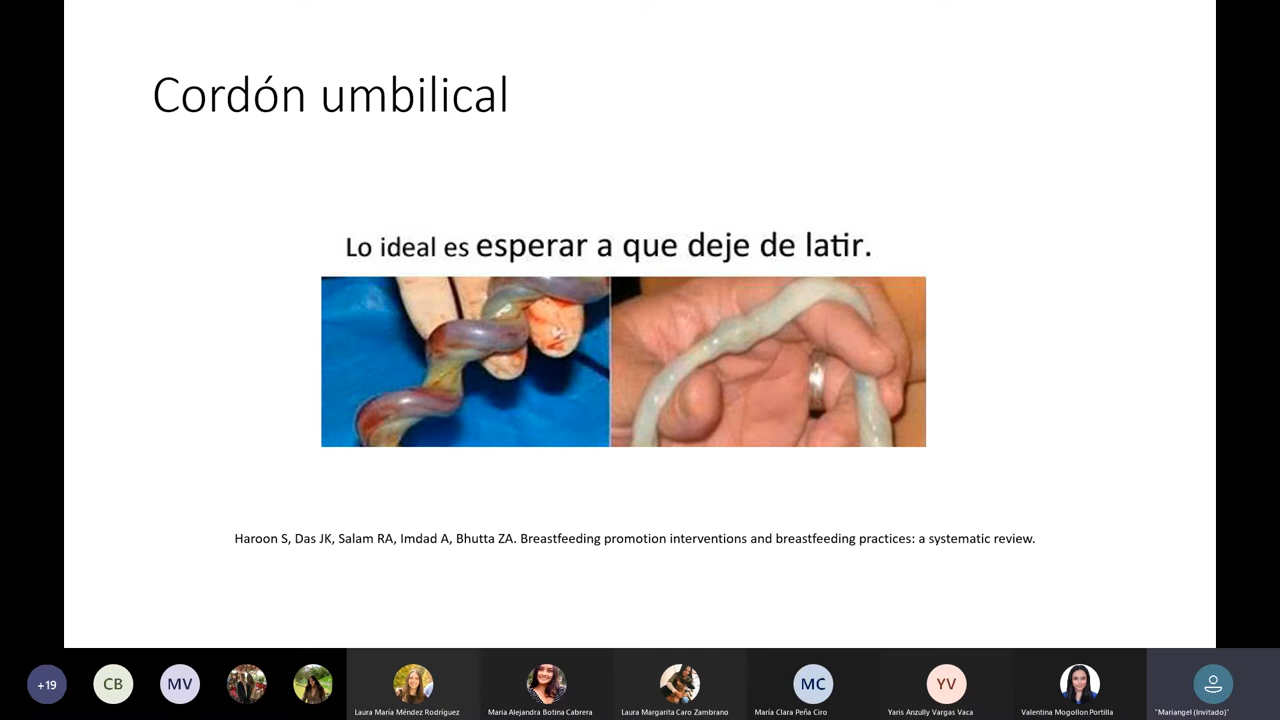 Cordón umbilical
Lo ideal es esperar a que deje de latir.
Haroon S, Das JK, Salam RA, Imdad A, Bhutta ZA. Breastfeeding promotion interventions and breastfeeding practices: a systematic review.
+19
CB
MV
Laura María Méndez Rodríguez
Maria Alejandra Botina Cabrera
Laura Margarita Caro Zambrano
MC
María Clara Peña Ciro
YV
Yaris Anzully Vargas Vaca
Valentina Mogollon Portilla
"Mariangel (Invitado)"